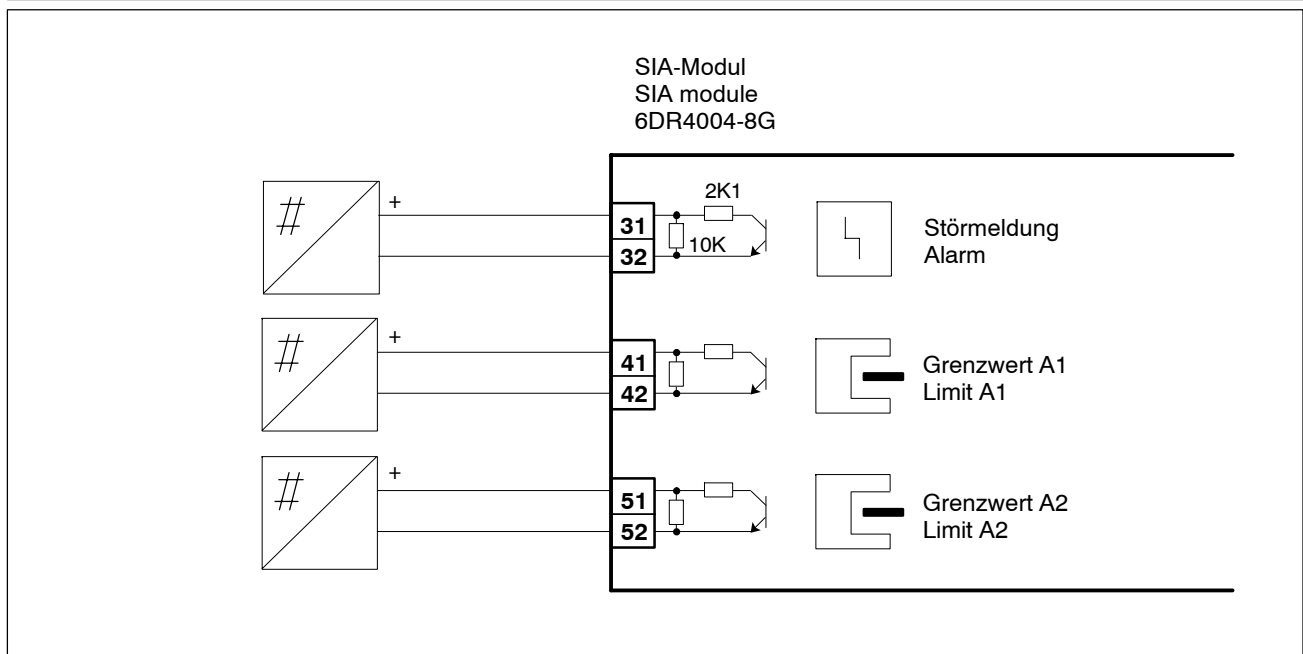 SIA-Modul
SIA module
6DR4004-8G
#
+
31
32
2K1
10K
Störmeldung
Alarm
#
+
41
42
Grenzwert A1
Limit A1
#
+
51
52
Grenzwert A2
Limit A2